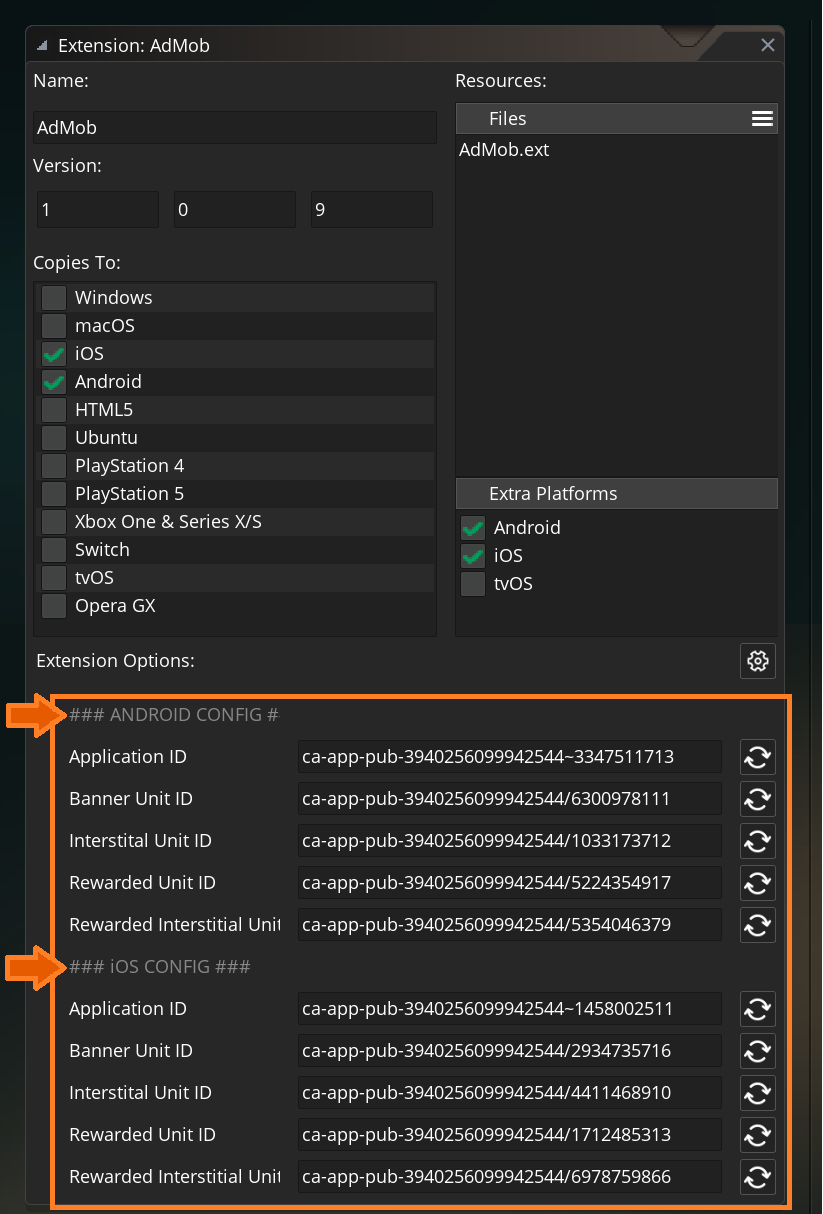 Extension: AdMob
Name:
AdMob
Version:
1 0 9
Copies To:
Windows
macOS
iOS
Android
HTML5
Ubuntu
PlayStation 4
PlayStation 5
Xbox One & Series X/S
Switch
tvOS
Opera GX
Resources:
Files
AdMob.ext
Extra Platforms
Android
iOS
tvOS
Extension Options:
### ANDROID CONFIG #
Application ID ca-app-pub-3940256099942544~3347511713
Banner Unit ID ca-app-pub-3940256099942544/6300978111
Interstital Unit ID ca-app-pub-3940256099942544/1033173712
Rewarded Unit ID ca-app-pub-3940256099942544/5224354917
Rewarded Interstitial Unit ca-app-pub-3940256099942544/5354046379
### iOS CONFIG ###
Application ID ca-app-pub-3940256099942544~1458002511
Banner Unit ID ca-app-pub-3940256099942544/2934735716
Interstital Unit ID ca-app-pub-3940256099942544/4411468910
Rewarded Unit ID ca-app-pub-3940256099942544/1712485313
Rewarded Interstitial Unit ca-app-pub-3940256099942544/6978759866